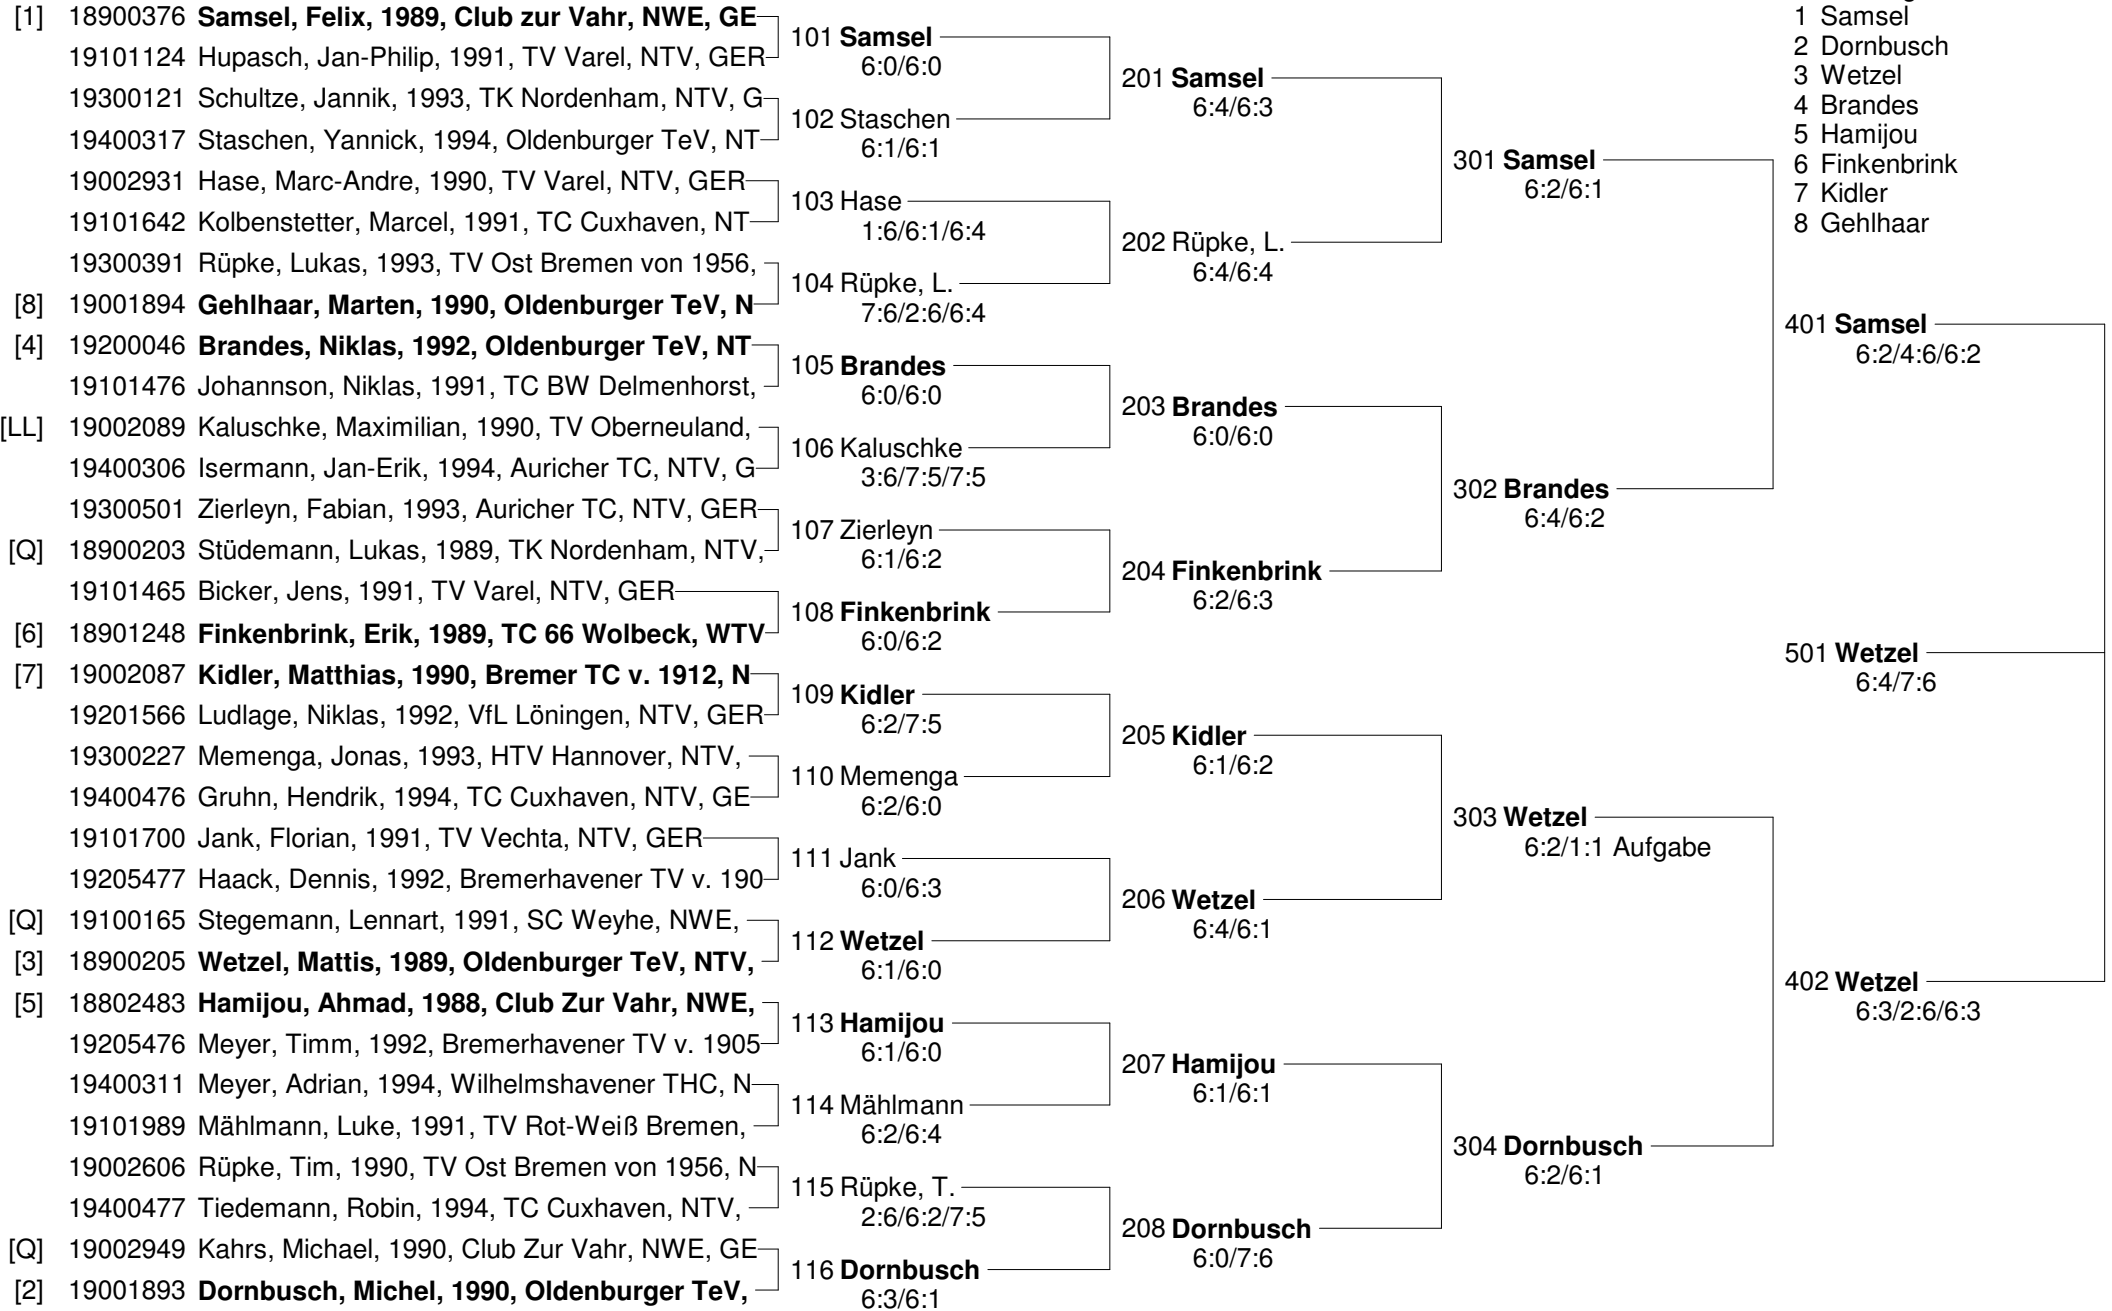 [1] 18900376 Samsel, Felix, 1989, Club zur Vahr, NWE, GE
19101124 Hupasch, Jan-Philip, 1991, TV Varel, NTV, GER
19300121 Schultze, Jannik, 1993, TK Nordenham, NTV, G
19400317 Staschen, Yannick, 1994, Oldenburger TeV, NT
19002931 Hase, Marc-Andre, 1990, TV Varel, NTV, GER
19101642 Kolbenstetter, Marcel, 1991, TC Cuxhaven, NT
19300391 Rüpke, Lukas, 1993, TV Ost Bremen von 1956,
[8] 19001894 Gehlhaar, Marten, 1990, Oldenburger TeV, N
[4] 19200046 Brandes, Niklas, 1992, Oldenburger TeV, NT
19101476 Johannson, Niklas, 1991, TC BW Delmenhorst,
[LL] 19002089 Kaluschke, Maximilian, 1990, TV Oberneuland,
19400306 Isermann, Jan-Erik, 1994, Auricher TC, NTV, G
19300501 Zierleyn, Fabian, 1993, Auricher TC, NTV, GER
[Q] 18900203 Stüdemann, Lukas, 1989, TK Nordenham, NTV,
19101465 Bicker, Jens, 1991, TV Varel, NTV, GER
[6] 18901248 Finkenbrink, Erik, 1989, TC 66 Wolbeck, WTV
[7] 19002087 Kidler, Matthias, 1990, Bremer TC v. 1912, N
19201566 Ludlage, Niklas, 1992, VfL Löningen, NTV, GER
19300227 Memenga, Jonas, 1993, HTV Hannover, NTV,
19400476 Gruhn, Hendrik, 1994, TC Cuxhaven, NTV, GE
19101700 Jank, Florian, 1991, TV Vechta, NTV, GER
19205477 Haack, Dennis, 1992, Bremerhavener TV v. 190
[Q] 19100165 Stegemann, Lennart, 1991, SC Weyhe, NWE,
[3] 18900205 Wetzel, Mattis, 1989, Oldenburger TeV, NTV,
[5] 18802483 Hamijou, Ahmad, 1988, Club Zur Vahr, NWE,
19205476 Meyer, Timm, 1992, Bremerhavener TV v. 1905
19400311 Meyer, Adrian, 1994, Wilhelmshavener THC, N
19101989 Mählmann, Luke, 1991, TV Rot-Weiß Bremen,
19002606 Rüpke, Tim, 1990, TV Ost Bremen von 1956, N
19400477 Tiedemann, Robin, 1994, TC Cuxhaven, NTV,
[Q] 19002949 Kahrs, Michael, 1990, Club Zur Vahr, NWE, GE
[2] 19001893 Dornbusch, Michel, 1990, Oldenburger TeV,
101 Samsel
6:0/6:0
102 Staschen
6:1/6:1
103 Hase
1:6/6:1/6:4
104 Rüpke, L.
7:6/2:6/6:4
105 Brandes
6:0/6:0
106 Kaluschke
3:6/7:5/7:5
107 Zierleyn
6:1/6:2
108 Finkenbrink
6:0/6:2
109 Kidler
6:2/7:5
110 Memenga
6:2/6:0
111 Jank
6:0/6:3
112 Wetzel
6:1/6:0
113 Hamijou
6:1/6:0
114 Mählmann
6:2/6:4
115 Rüpke, T.
2:6/6:2/7:5
116 Dornbusch
6:3/6:1
201 Samsel
6:4/6:3
202 Rüpke, L.
6:4/6:4
203 Brandes
6:0/6:0
204 Finkenbrink
6:2/6:3
205 Kidler
6:1/6:2
206 Wetzel
6:4/6:1
207 Hamijou
6:1/6:1
208 Dornbusch
6:0/7:6
301 Samsel
6:2/6:1
302 Brandes
6:4/6:2
303 Wetzel
6:2/1:1 Aufgabe
304 Dornbusch
6:2/6:1
1 Samsel
2 Dornbusch
3 Wetzel
4 Brandes
5 Hamijou
6 Finkenbrink
7 Kidler
8 Gehlhaar
401 Samsel
6:2/4:6/6:2
501 Wetzel
6:4/7:6
402 Wetzel
6:3/2:6/6:3